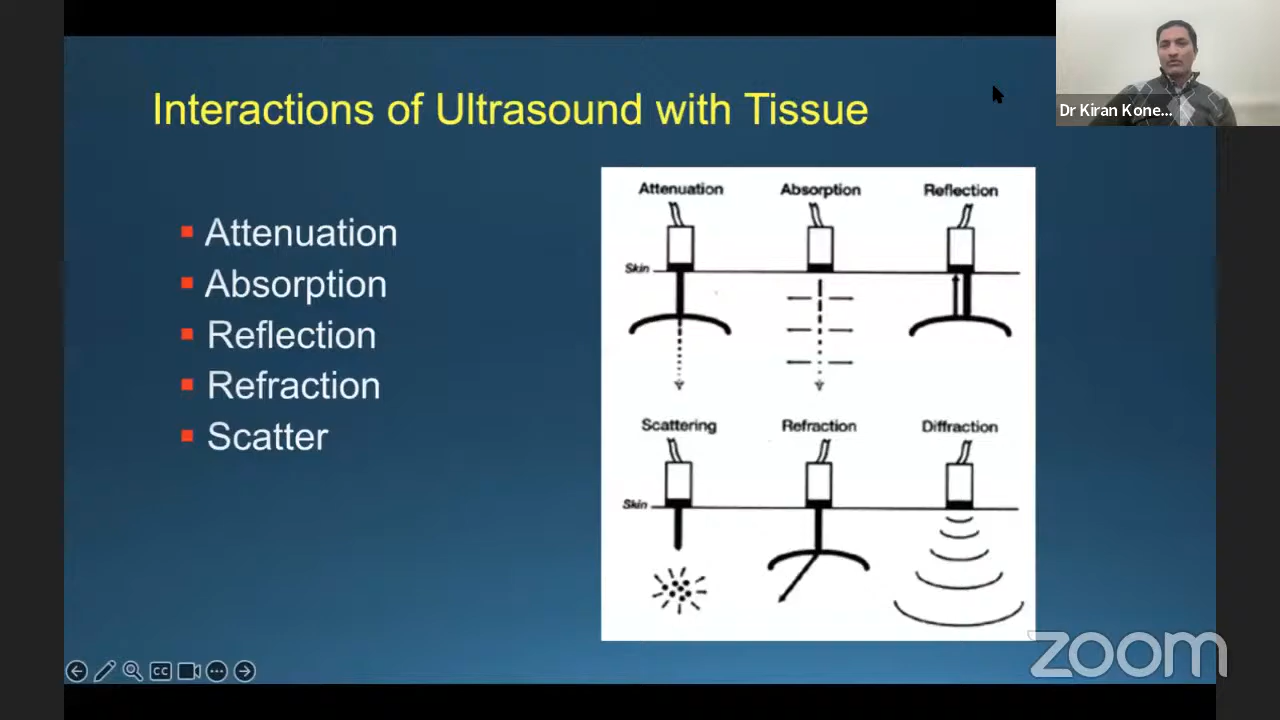 Interactions of Ultrasound with Tissue
Dr Kiran Kone...
Attenuation
Absorption
Reflection
Refraction
Scatter
Attenuation Absorption Reflection
Skin
Scattering Refraction Diffraction
Skin
CC
zoom